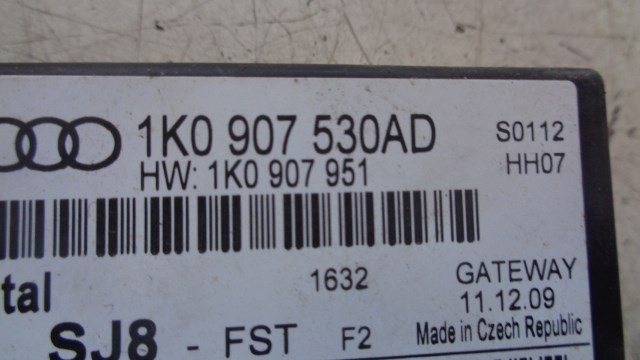 1K0 907 530AD S0112
HW: 1K0 907 951 HH07
1632 GATEWAY
tal 11.12.09
SJ8 - FST F2 Made in Czech Republic